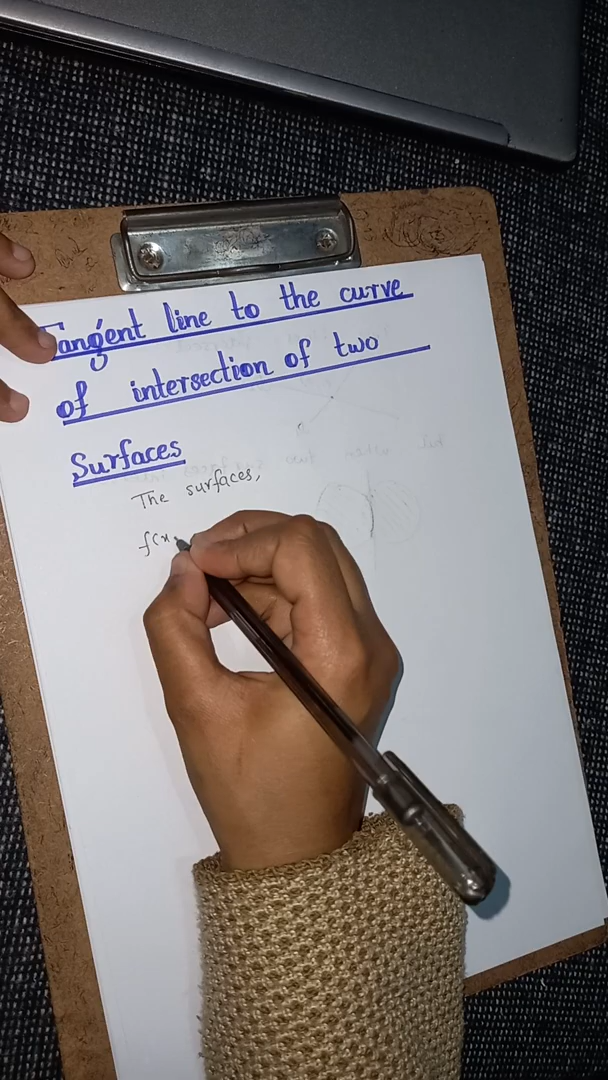 Tangent line to the curve
of intersection of two
Surfaces
The surfaces,
f(x,